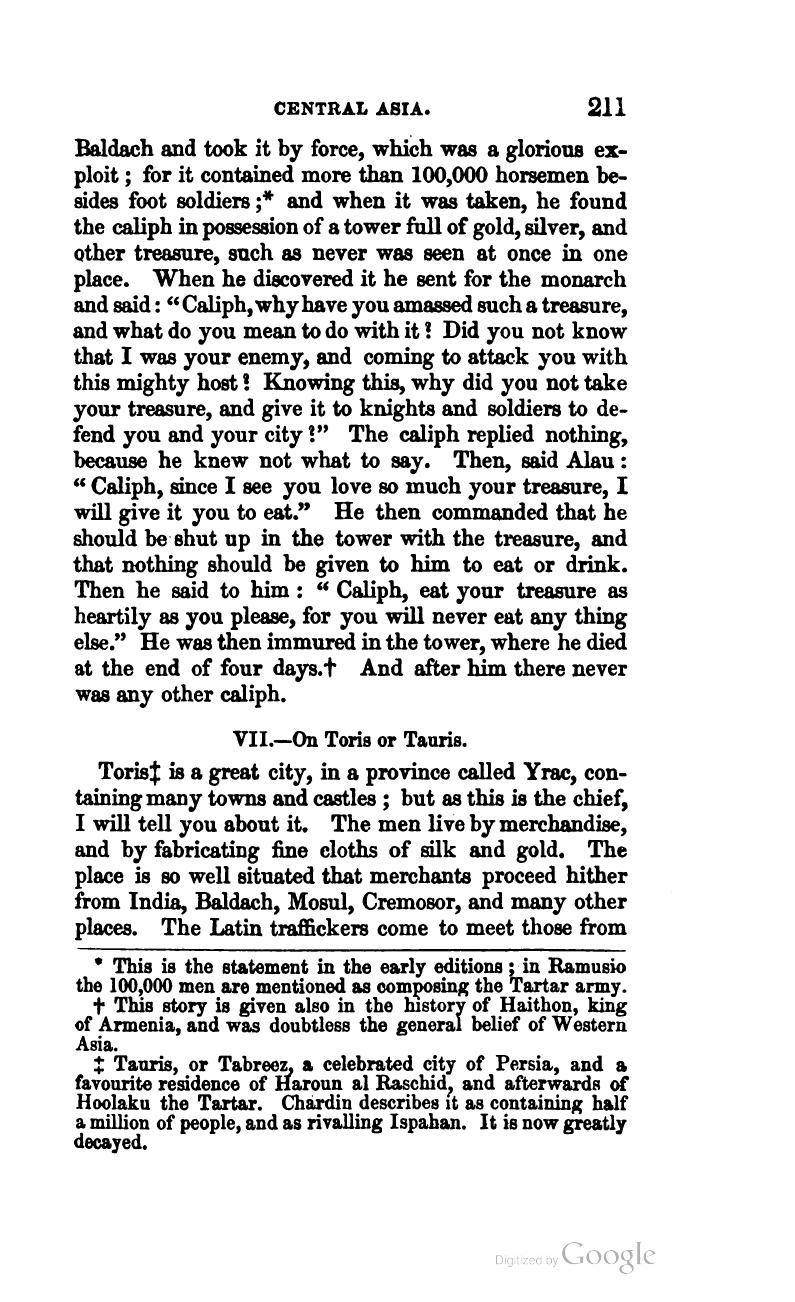 CENTRAL ASIA. 211
Baldach and took it by force, which was a glorious ex-
ploit ; for it contained more than 100,000 horsemen be-
sides foot soldiers ;* and when it was taken, he found
the caliph in possession of a tower full of gold, silver, and
other treasure, such as never was seen at once in one
place. When he discovered it he sent for the monarch
and said : “ Caliph, why have you amassed such a treasure,
and what do you mean to do with it ? Did you not know
that I was your enemy, and coming to attack you with
this mighty host ? Knowing this, why did you not take
your treasure, and give it to knights and soldiers to de-
fend you and your city ?” The caliph replied nothing,
because he knew not what to say. Then, said Alau :
“ Caliph, since I see you love so much your treasure, I
will give it you to eat.” He then commanded that he
should be shut up in the tower with the treasure, and
that nothing should be given to him to eat or drink.
Then he said to him : “ Caliph, eat your treasure as
heartily as you please, for you will never eat any thing
else.” He was then immured in the tower, where he died
at the end of four days.† And after him there never
was any other caliph.
VII.—On Toris or Tauris.
Toris‡ is a great city, in a province called Yrac, con-
taining many towns and castles ; but as this is the chief,
I will tell you about it. The men live by merchandise,
and by fabricating fine cloths of silk and gold. The
place is so well situated that merchants proceed hither
from India, Baldach, Mosul, Cremosor, and many other
places. The Latin traffickers come to meet those from
* This is the statement in the early editions ; in Ramusio
the 100,000 men are mentioned as composing the Tartar army.
† This story is given also in the history of Haithon, king
of Armenia, and was doubtless the general belief of Western
Asia.
‡ Tauris, or Tabreez, a celebrated city of Persia, and a
favourite residence of Haroun al Raschid, and afterwards of
Hoolaku the Tartar. Chardin describes it as containing half
a million of people, and as rivalling Ispahan. It is now greatly
decayed.
Digitized by Google